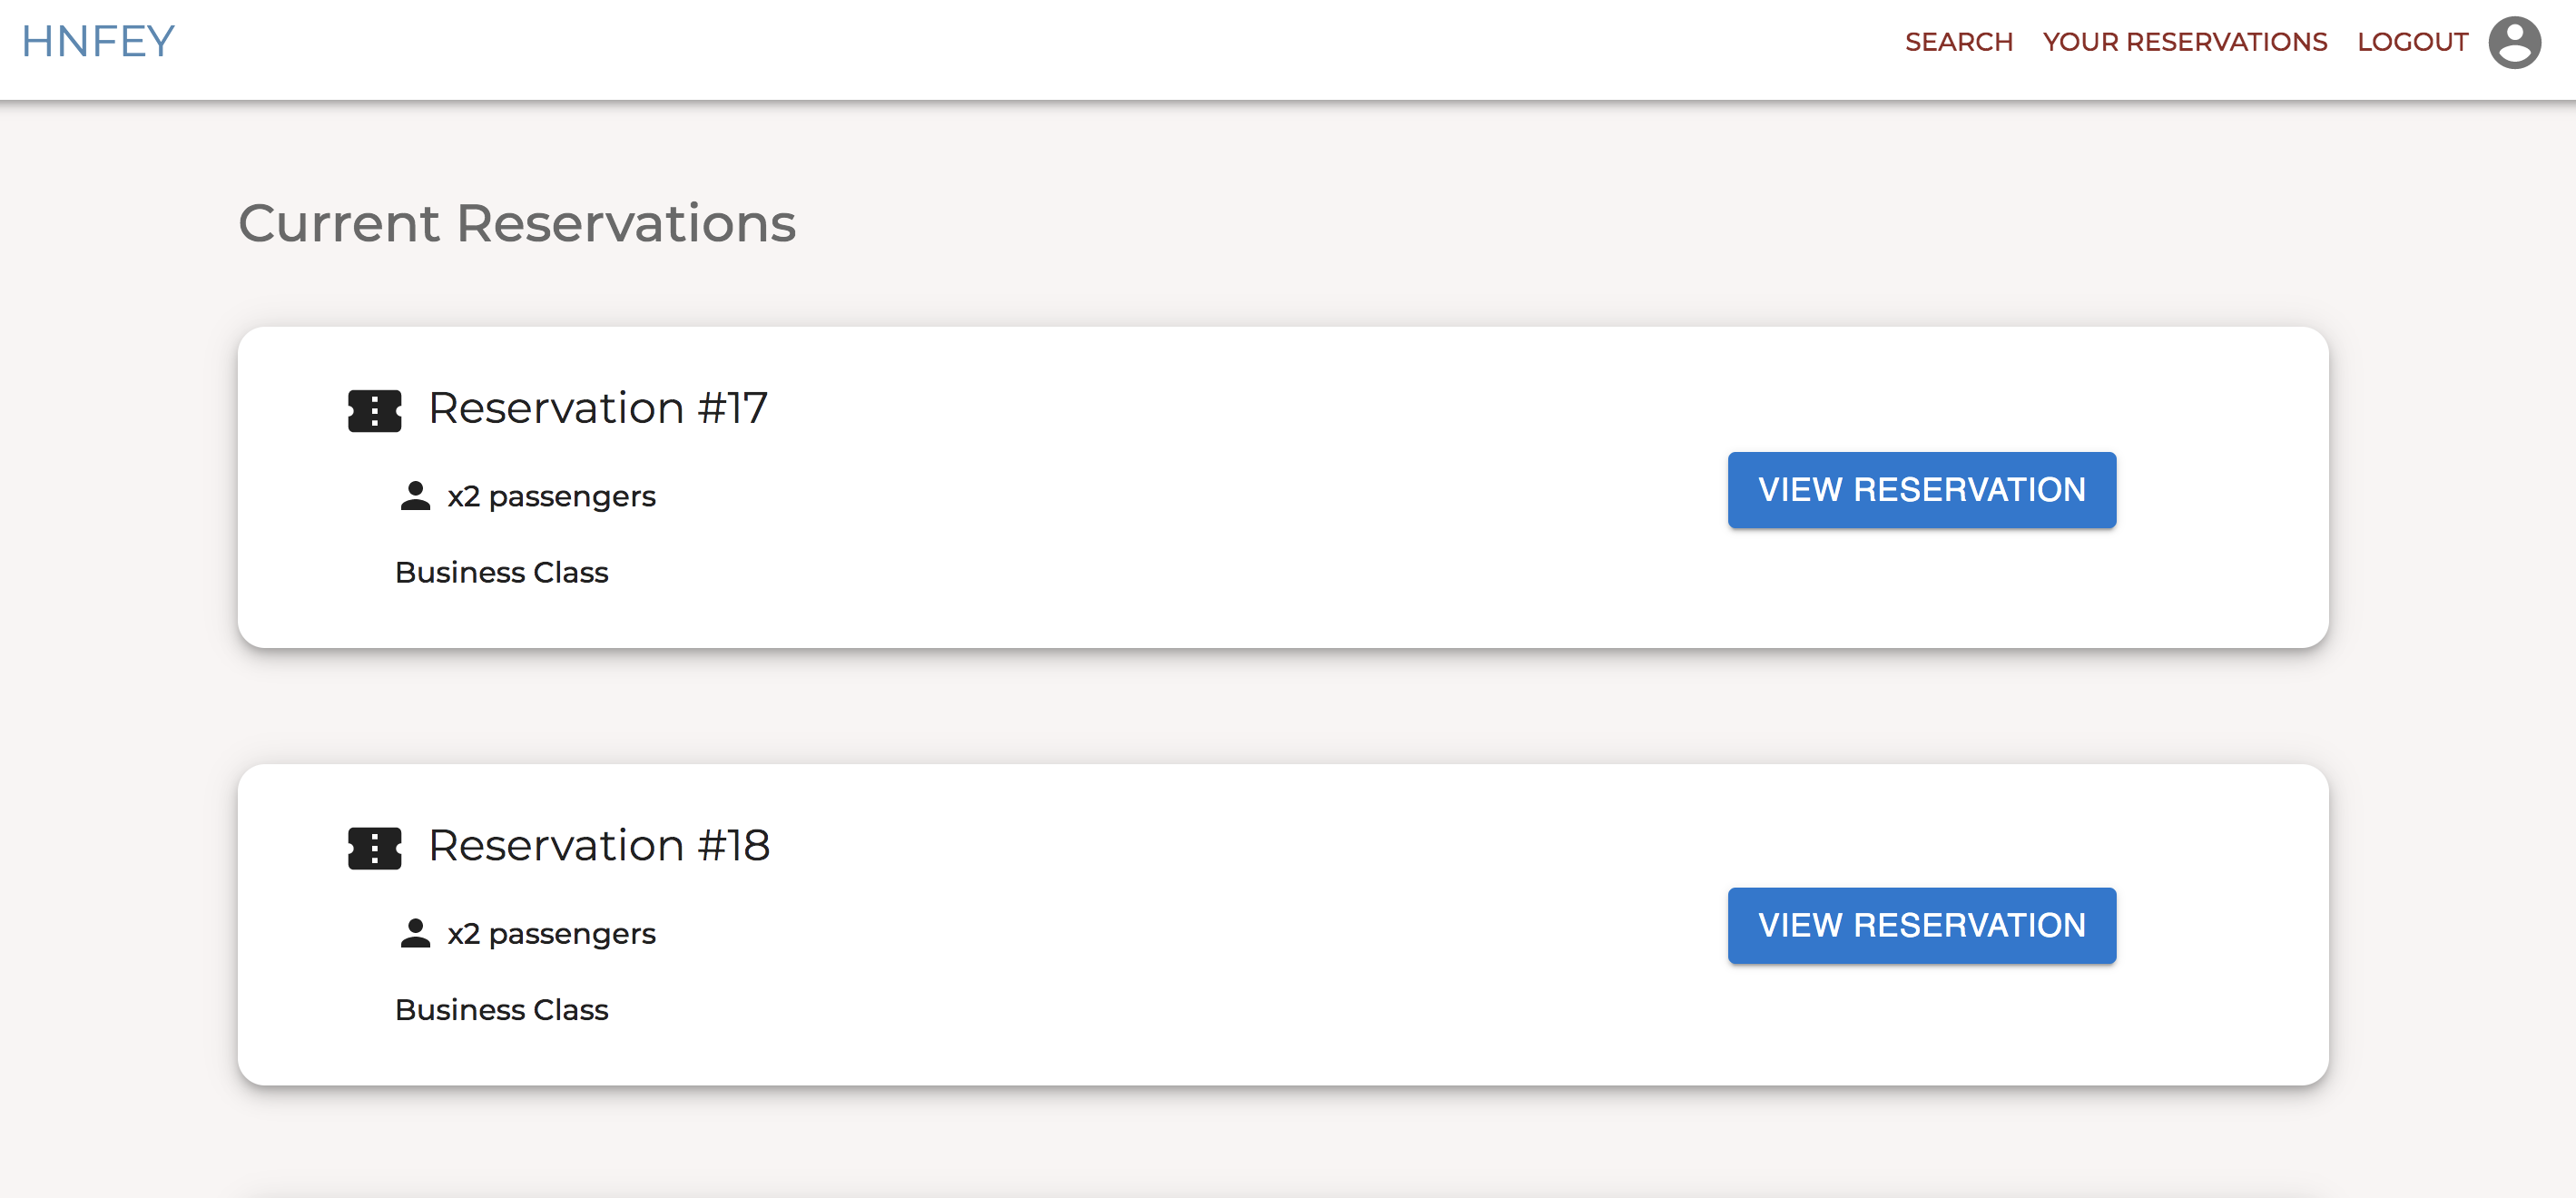 HNFEY
SEARCH YOUR RESERVATIONS LOGOUT
Current Reservations
Reservation #17
x2 passengers
VIEW RESERVATION
Business Class
Reservation #18
x2 passengers
VIEW RESERVATION
Business Class